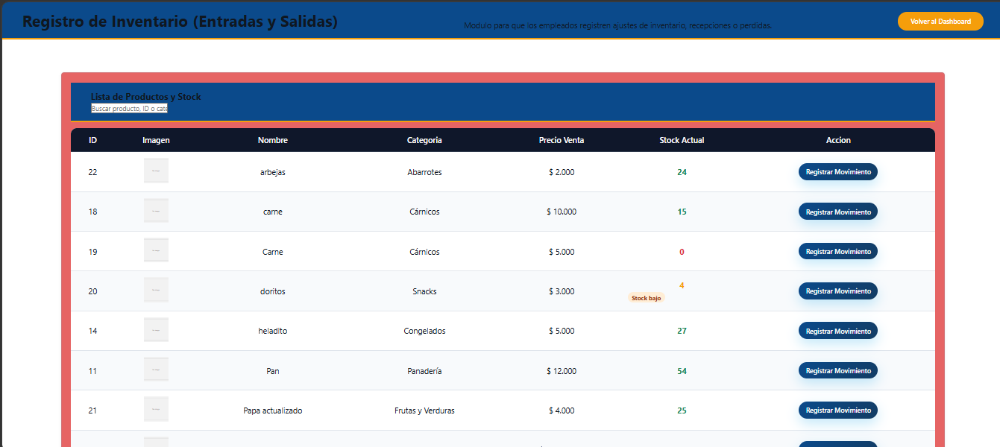 Registro de Inventario (Entradas y Salidas)
Modulo para que los empleados registren ajustes de inventario, recepciones o perdidas.
Volver al Dashboard
Lista de Productos y Stock
Buscar producto, ID o cate
ID Imagen Nombre Categoria Precio Venta Stock Actual Accion
22 arbejas Abarrotes $ 2.000 24 Registrar Movimiento
18 carne Cárnicos $ 10.000 15 Registrar Movimiento
19 Carne Cárnicos $ 5.000 0 Registrar Movimiento
20 doritos Snacks $ 3.000 4 Registrar Movimiento
Stock bajo
14 heladito Congelados $ 5.000 27 Registrar Movimiento
11 Pan Panadería $ 12.000 54 Registrar Movimiento
21 Papa actualizado Frutas y Verduras $ 4.000 25 Registrar Movimiento